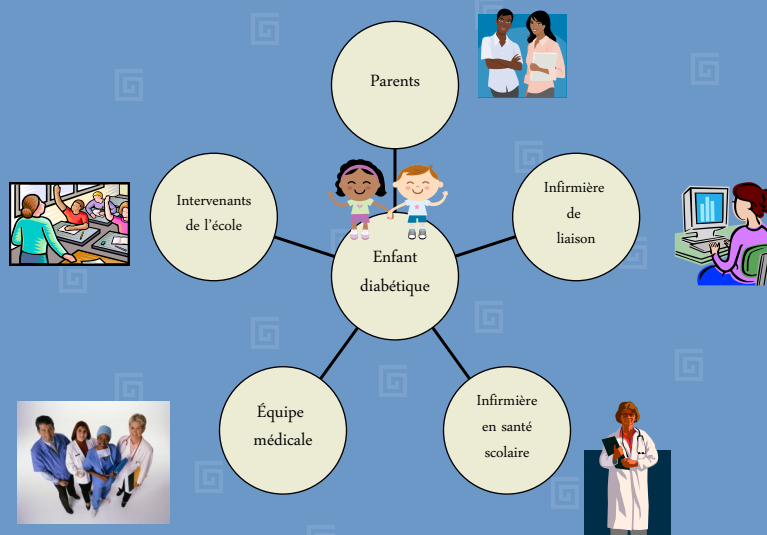 Parents
Intervenants
de l'école
Infirmière
de
liaison
Enfant
diabétique
Équipe
médicale
Infirmière
en santé
scolaire